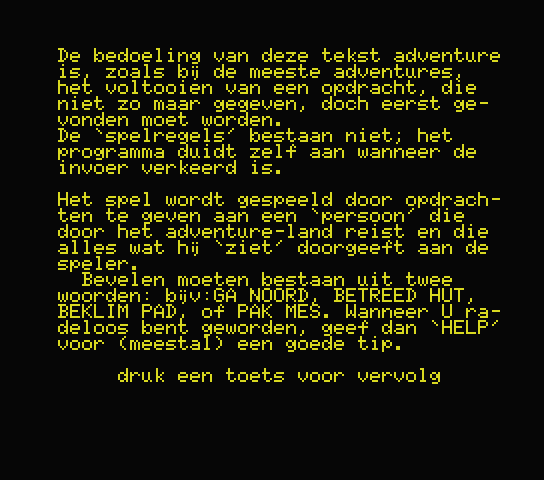 De bedoeling van deze tekst adventure
is, zoals bij de meeste adventures,
het voltooien van een opdracht, die
niet zo maar gegeven, doch eerst ge-
vonden moet worden.
De `spelregels' bestaan niet; het
programma duidt zelf aan wanneer de
invoer verkeerd is.
Het spel wordt gespeeld door opdrach-
ten te geven aan een `persoon' die
door het adventure-land reist en die
alles wat hij `ziet' doorgeeft aan de
speler.
Bevelen moeten bestaan uit twee
woorden: bijv:GA NOORD, BETREED HUT,
BEKLIM PAD, of PAK MES. Wanneer U ra-
deloos bent geworden, geef dan `HELP'
voor (meestal) een goede tip.
druk een toets voor vervolg